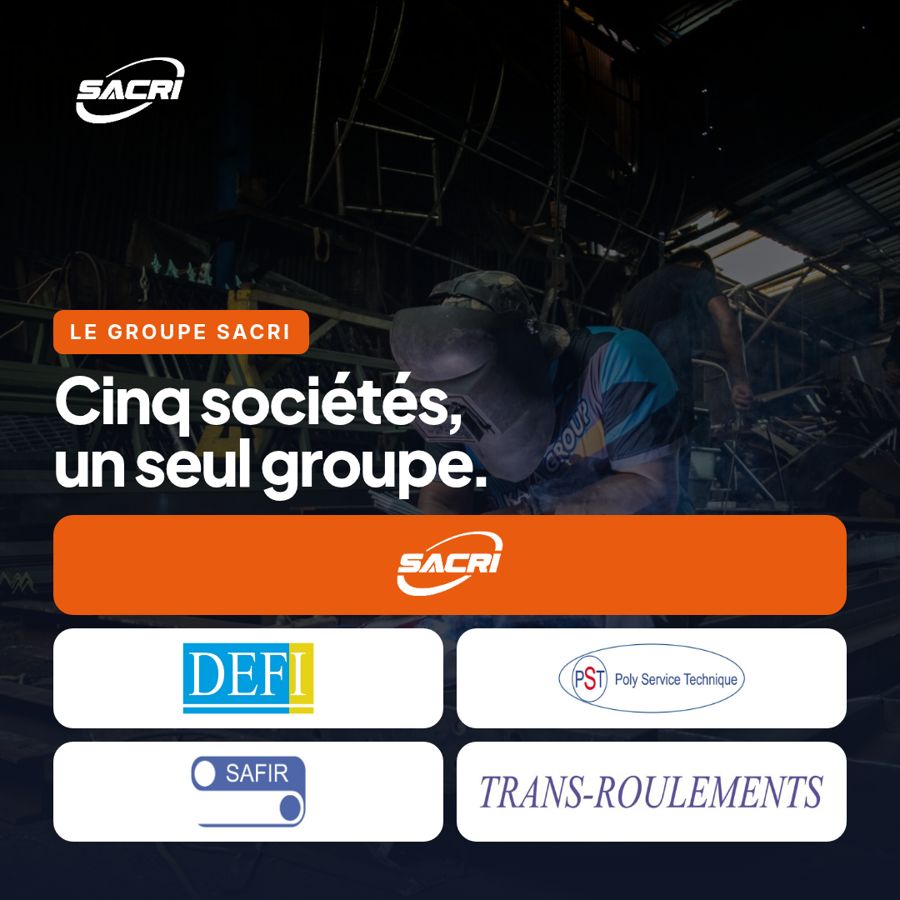 SACRI
LE GROUPE SACRI
Cinq sociétés,
un seul groupe.
SACRI
DEFI
PST Poly Service Technique
SAFIR
TRANS-ROULEMENTS